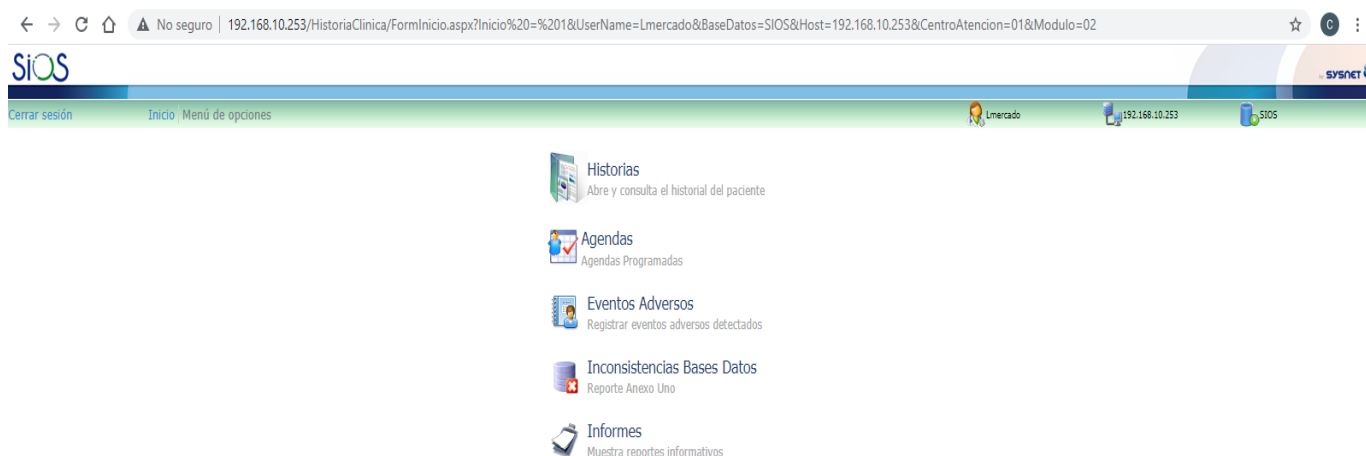 No seguro | 192.168.10.253/HistoriaClinica/FormInicio.aspx?Inicio%20=%201&UserName=Lmercado&BaseDatos=SIOS&Host=192.168.10.253&CentroAtencion=01&Modulo=02
C
SiOS
by SYSNET
Cerrar sesión Inicio Menú de opciones Lmercado 192.168.10.253 SIOS
Historias
Abre y consulta el historial del paciente
Agendas
Agendas Programadas
Eventos Adversos
Registrar eventos adversos detectados
Inconsistencias Bases Datos
Reporte Anexo Uno
Informes
Muestra reportes informativos